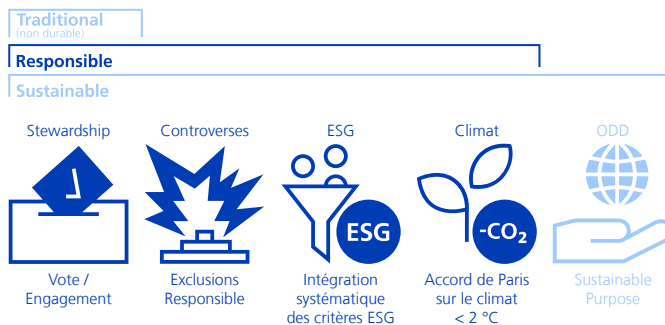 Traditional
(non durable)
Responsible
Sustainable
Stewardship
Controverses
ESG
Climat
ODD
ESG
-CO₂
Vote /
Engagement
Exclusions
Responsible
Intégration
systématique
des critères ESG
Accord de Paris
sur le climat
< 2 °C
Sustainable
Purpose